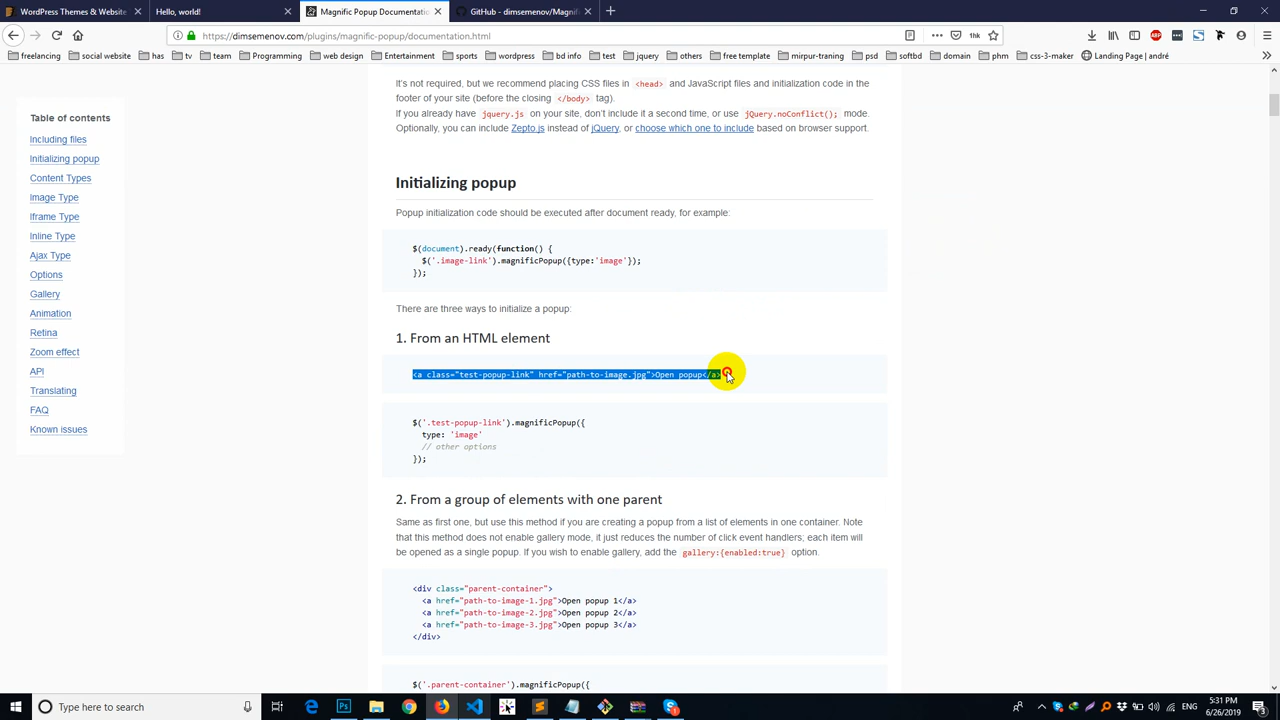 WordPress Themes & Website
Hello, world!
Magnific Popup Documentatio
GitHub - dimsemenov/Magnifi
https://dimsemenov.com/plugins/magnific-popup/documentation.html
freelancing
social website
has
tv
team
Programming
web design
Entertainment
sports
wordpress
bd info
test
jquery
others
free template
mirpur-traning
psd
softbd
domain
phm
css-3-maker
Landing Page | andré
It's not required, but we recommend placing CSS files in <head> and JavaScript files and initialization code in the
footer of your site (before the closing </body> tag).
If you already have jquery.js on your site, don't include it a second time, or use jQuery.noConflict(); mode.
Optionally, you can include Zepto.js instead of jQuery, or choose which one to include based on browser support.
Table of contents
Including files
Initializing popup
Content Types
Image Type
Iframe Type
Inline Type
Ajax Type
Options
Gallery
Animation
Retina
Zoom effect
API
Translating
FAQ
Known issues
Initializing popup
Popup initialization code should be executed after document ready, for example:
$(document).ready(function() {
$('.image-link').magnificPopup({type:'image'});
});
There are three ways to initialize a popup:
1. From an HTML element
<a class="test-popup-link" href="path-to-image.jpg">Open popup</a>
$('.test-popup-link').magnificPopup({
type: 'image'
// other options
});
2. From a group of elements with one parent
Same as first one, but use this method if you are creating a popup from a list of elements in one container. Note
that this method does not enable gallery mode, it just reduces the number of click event handlers; each item will
be opened as a single popup. If you wish to enable gallery, add the gallery:{enabled:true} option.
<div class="parent-container">
<a href="path-to-image-1.jpg">Open popup 1</a>
<a href="path-to-image-2.jpg">Open popup 2</a>
<a href="path-to-image-3.jpg">Open popup 3</a>
</div>
$('.parent-container').magnificPopup({
Type here to search
ENG
5:31 PM
6/26/2019